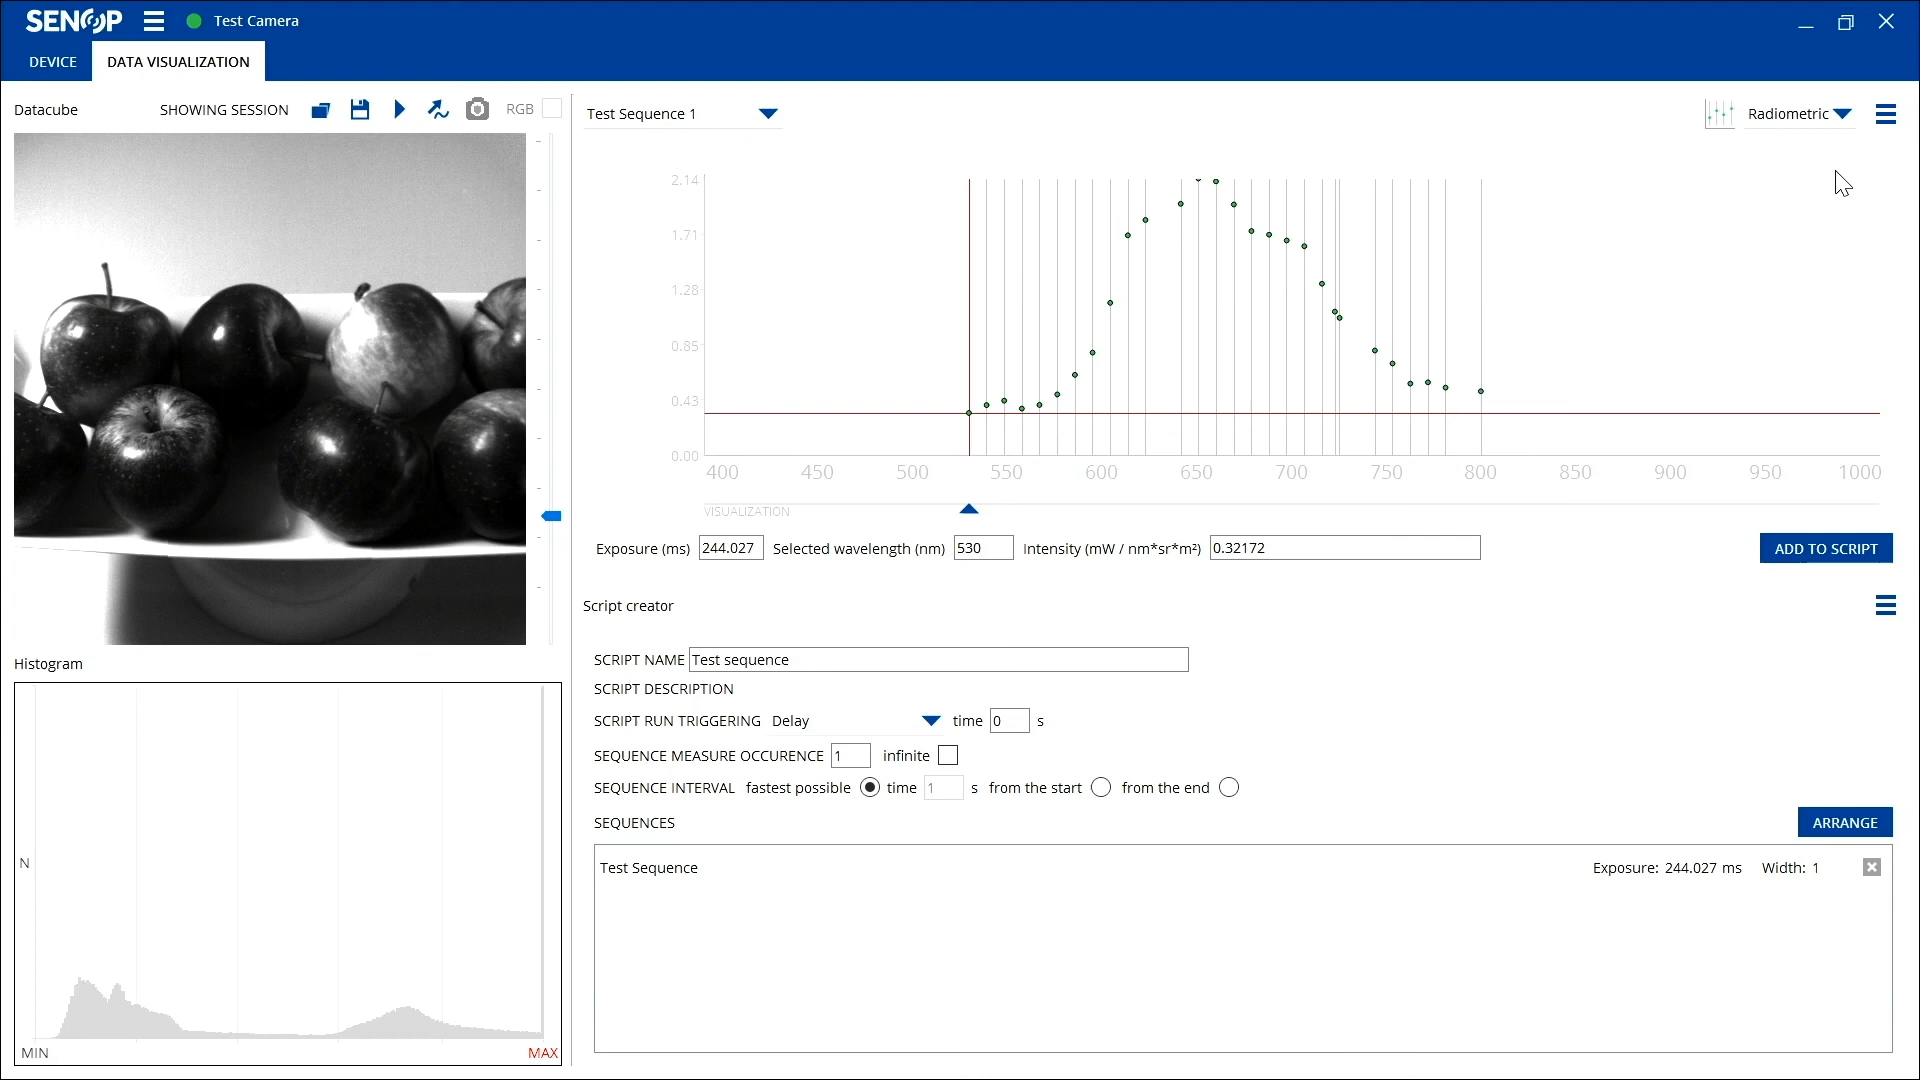 SENOP Test Camera
DEVICE DATA VISUALIZATION
Datacube SHOWING SESSION RGB
Test Sequence 1 Radiometric
2.14
1.71
1.28
0.85
0.43
0.00
400 450 500 550 600 650 700 750 800 850 900 950 1000
VISUALIZATION
Exposure (ms) 244.027 Selected wavelength (nm) 530 Intensity (mW / nm*sr*m²) 0.32172 ADD TO SCRIPT
Script creator
SCRIPT NAME Test sequence
SCRIPT DESCRIPTION
SCRIPT RUN TRIGGERING Delay time 0 s
SEQUENCE MEASURE OCCURENCE 1 infinite
SEQUENCE INTERVAL fastest possible time 1 s from the start from the end
SEQUENCES ARRANGE
Test Sequence Exposure: 244.027 ms Width: 1
Histogram
N
MIN MAX